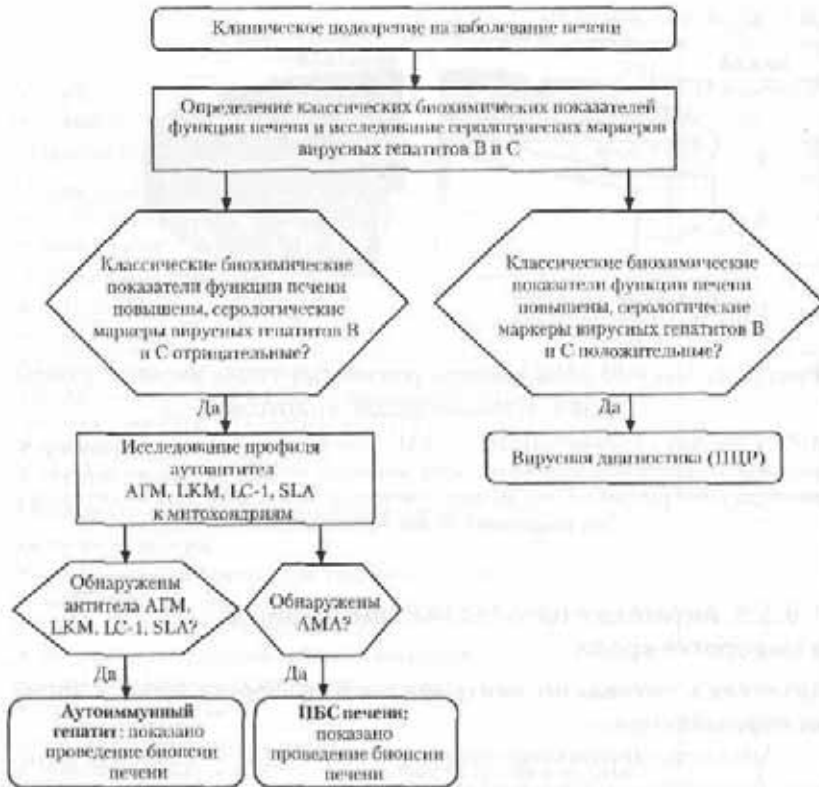 Клиническое подозрение на заболевание печени
Определение классических биохимических показателей
функции печени и исследование серологических маркеров
вирусных гепатитов В и С
Классические биохимические
показатели функции печени
повышены, серологические
маркеры вирусных гепатитов В
и С отрицательные?
Классические биохимические
показатели функции печени
повышены, серологические
маркеры вирусных гепатитов В
и С положительные?
Да
Да
Исследование профиля
аутоантител
АГМ, LKM, LC-1, SLA
к митохондриям
Вирусная диагностика (ПЦР)
Обнаружены
антитела АГМ,
LKM, LC-1, SLA?
Обнаружены
АМА?
Да
Да
Аутоиммунный
гепатит: показано
проведение биопсии
печени
ПБС печени:
показано
проведение биопсии
печени